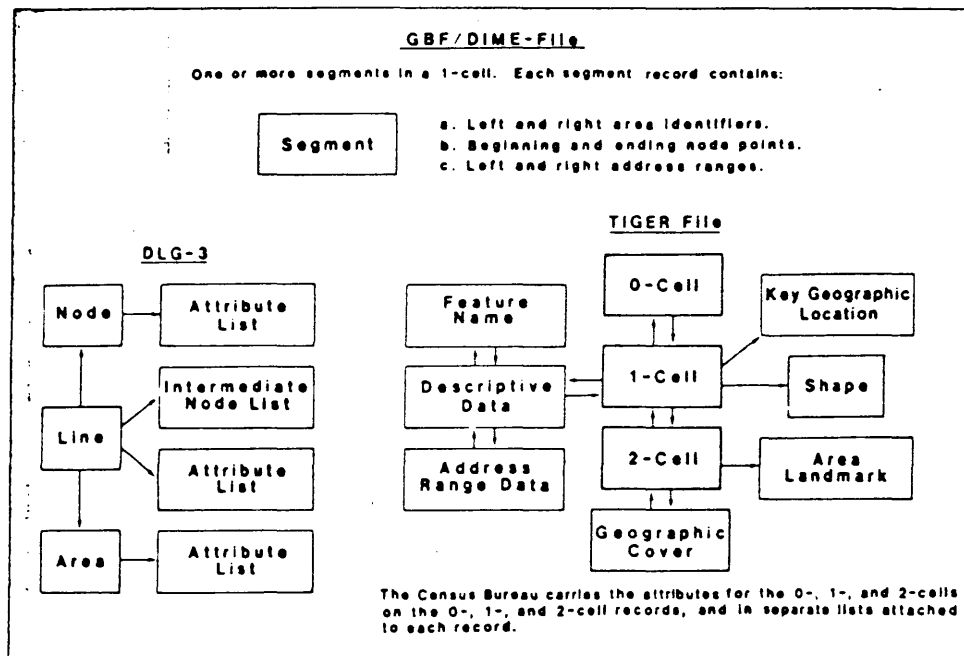 GBF/DIME-File
One or more segments in a 1-cell. Each segment record contains:
Segment
a. Left and right area identifiers.
b. Beginning and ending node points.
c. Left and right address ranges.
DLG-3
Node
Attribute
List
Intermediate
Node List
Line
Attribute
List
Area
Attribute
List
TIGER File
0-Cell
Feature
Name
Key Geographic
Location
1-Cell
Descriptive
Data
Shape
2-Cell
Address
Range Data
Area
Landmark
Geographic
Cover
The Census Bureau carries the attributes for the 0-, 1-, and 2-cells
on the 0-, 1-, and 2-cell records, and in separate lists attached
to each record.